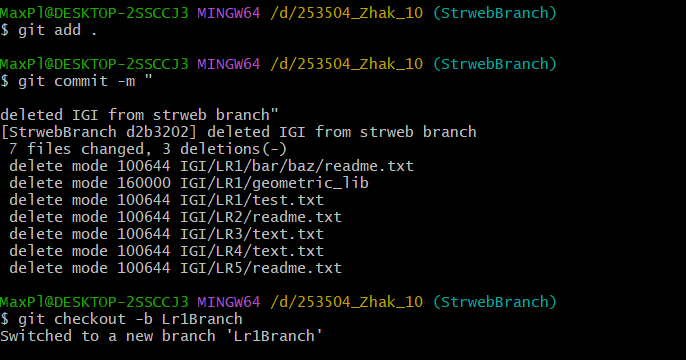 MaxPl@DESKTOP-2SSCCJ3 MINGW64 /d/253504_Zhak_10 (StrwebBranch)
$ git add .
MaxPl@DESKTOP-2SSCCJ3 MINGW64 /d/253504_Zhak_10 (StrwebBranch)
$ git commit -m "
deleted IGI from strweb branch"
[StrwebBranch d2b3202] deleted IGI from strweb branch
 7 files changed, 3 deletions(-)
 delete mode 100644 IGI/LR1/bar/baz/readme.txt
 delete mode 160000 IGI/LR1/geometric_lib
 delete mode 100644 IGI/LR1/test.txt
 delete mode 100644 IGI/LR2/readme.txt
 delete mode 100644 IGI/LR3/text.txt
 delete mode 100644 IGI/LR4/text.txt
 delete mode 100644 IGI/LR5/readme.txt
MaxPl@DESKTOP-2SSCCJ3 MINGW64 /d/253504_Zhak_10 (StrwebBranch)
$ git checkout -b Lr1Branch
Switched to a new branch 'Lr1Branch'